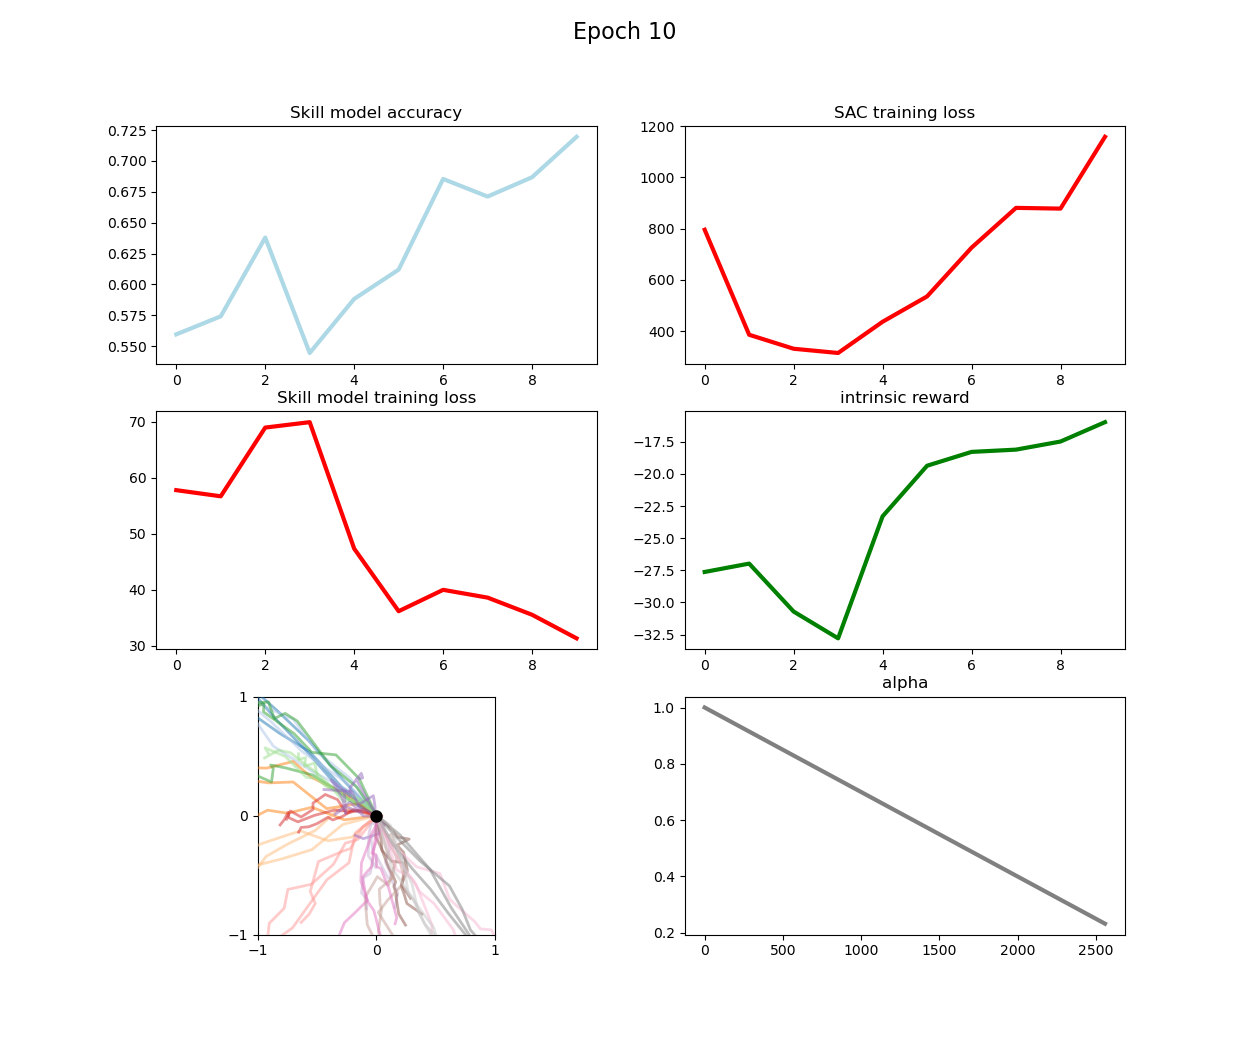 Epoch 10
Skill model accuracy
0.725
0.700
0.675
0.650
0.625
0.600
0.575
0.550
0 2 4 6 8
SAC training loss
1200
1000
800
600
400
0 2 4 6 8
Skill model training loss
70
60
50
40
30
0 2 4 6 8
intrinsic reward
−17.5
−20.0
−22.5
−25.0
−27.5
−30.0
−32.5
0 2 4 6 8
1
0
−1
−1 0 1
alpha
1.0
0.8
0.6
0.4
0.2
0 500 1000 1500 2000 2500